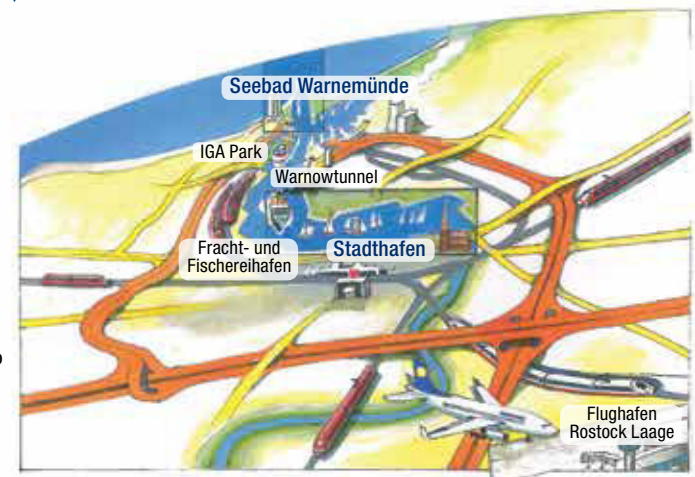 Seebad Warnemünde
IGA Park
Warnowtunnel
Fracht- und
Fischereihafen
Stadthafen
Flughafen
Rostock Laage